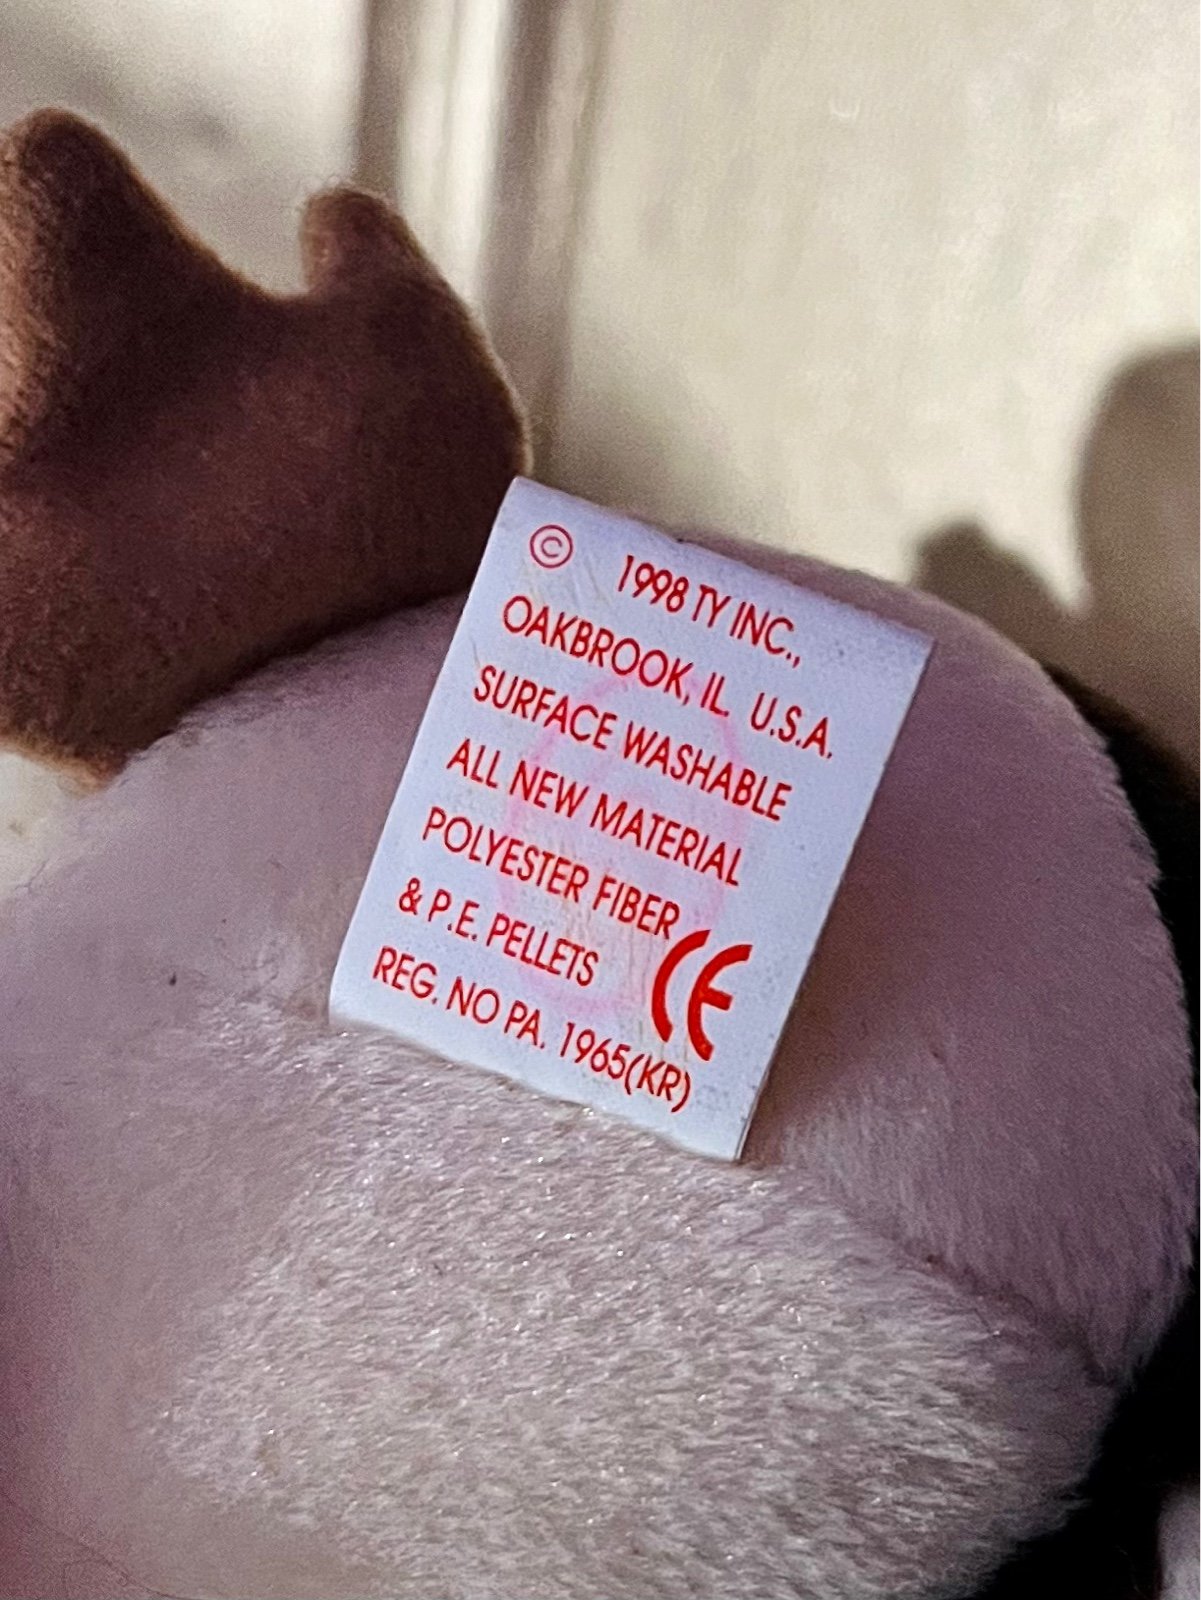 © 1998 TY INC.,
OAKBROOK, IL. U.S.A.
SURFACE WASHABLE
ALL NEW MATERIAL
POLYESTER FIBER
& P.E. PELLETS CE
REG. NO PA. 1965(KR)